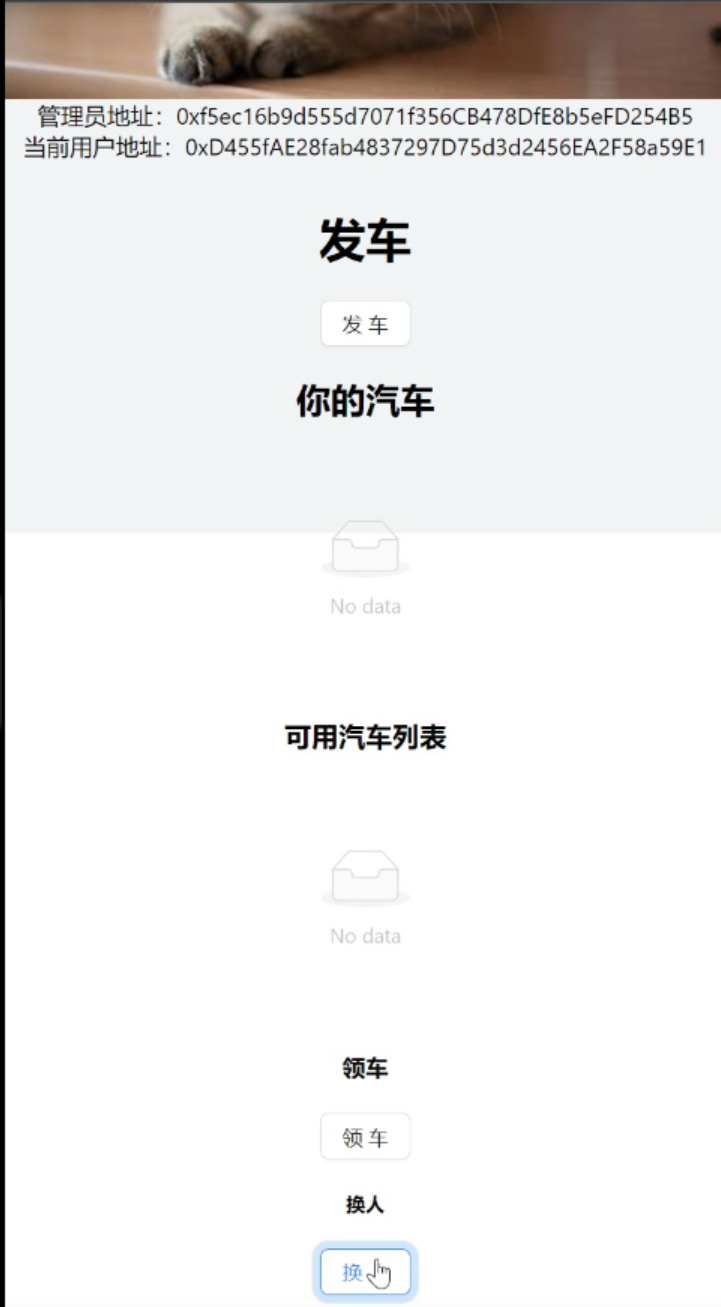 管理员地址：0xf5ec16b9d555d7071f356CB478DfE8b5eFD254B5
当前用户地址：0xD455fAE28fab4837297D75d3d2456EA2F58a59E1
发车
发 车
你的汽车
No data
可用汽车列表
No data
领车
领 车
换人
换